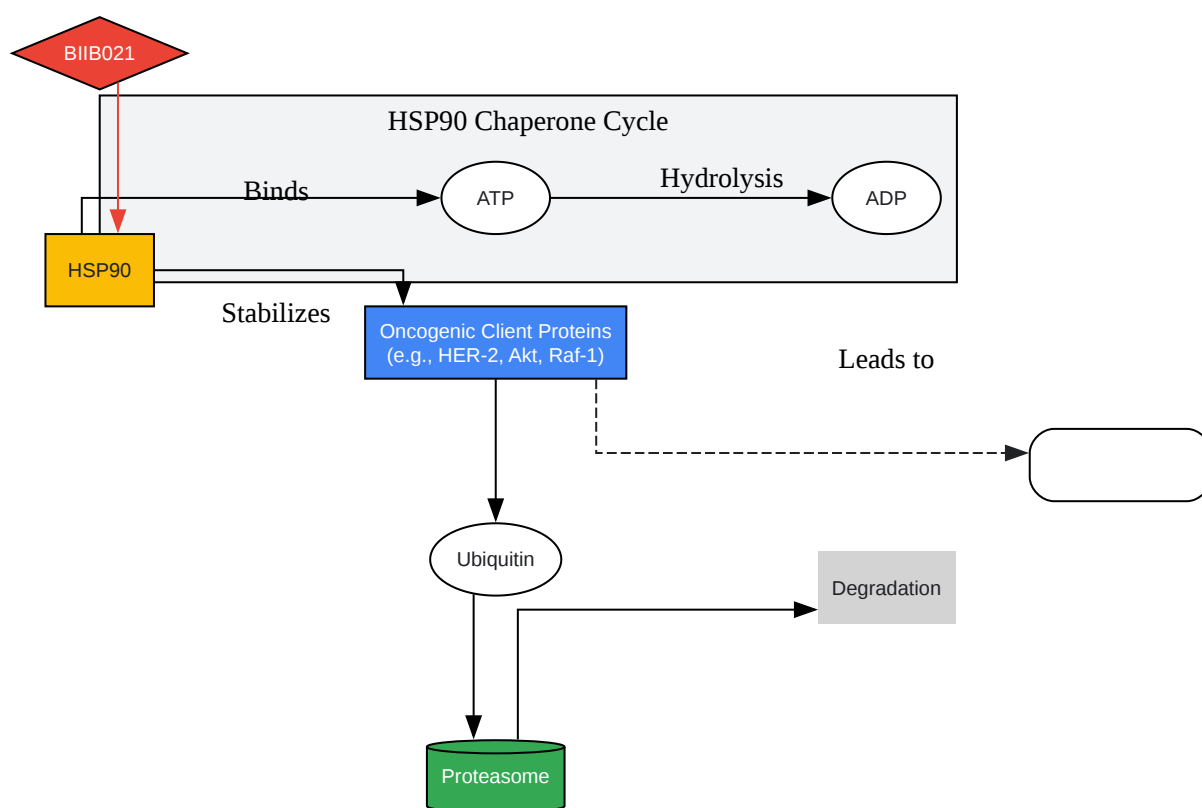 BIIB021
HSP90 Chaperone Cycle
Binds
ATP
Hydrolysis
ADP
HSP90
Stabilizes
Oncogenic Client Proteins
(e.g., HER-2, Akt, Raf-1)
Leads to
Ubiquitin
Degradation
Proteasome